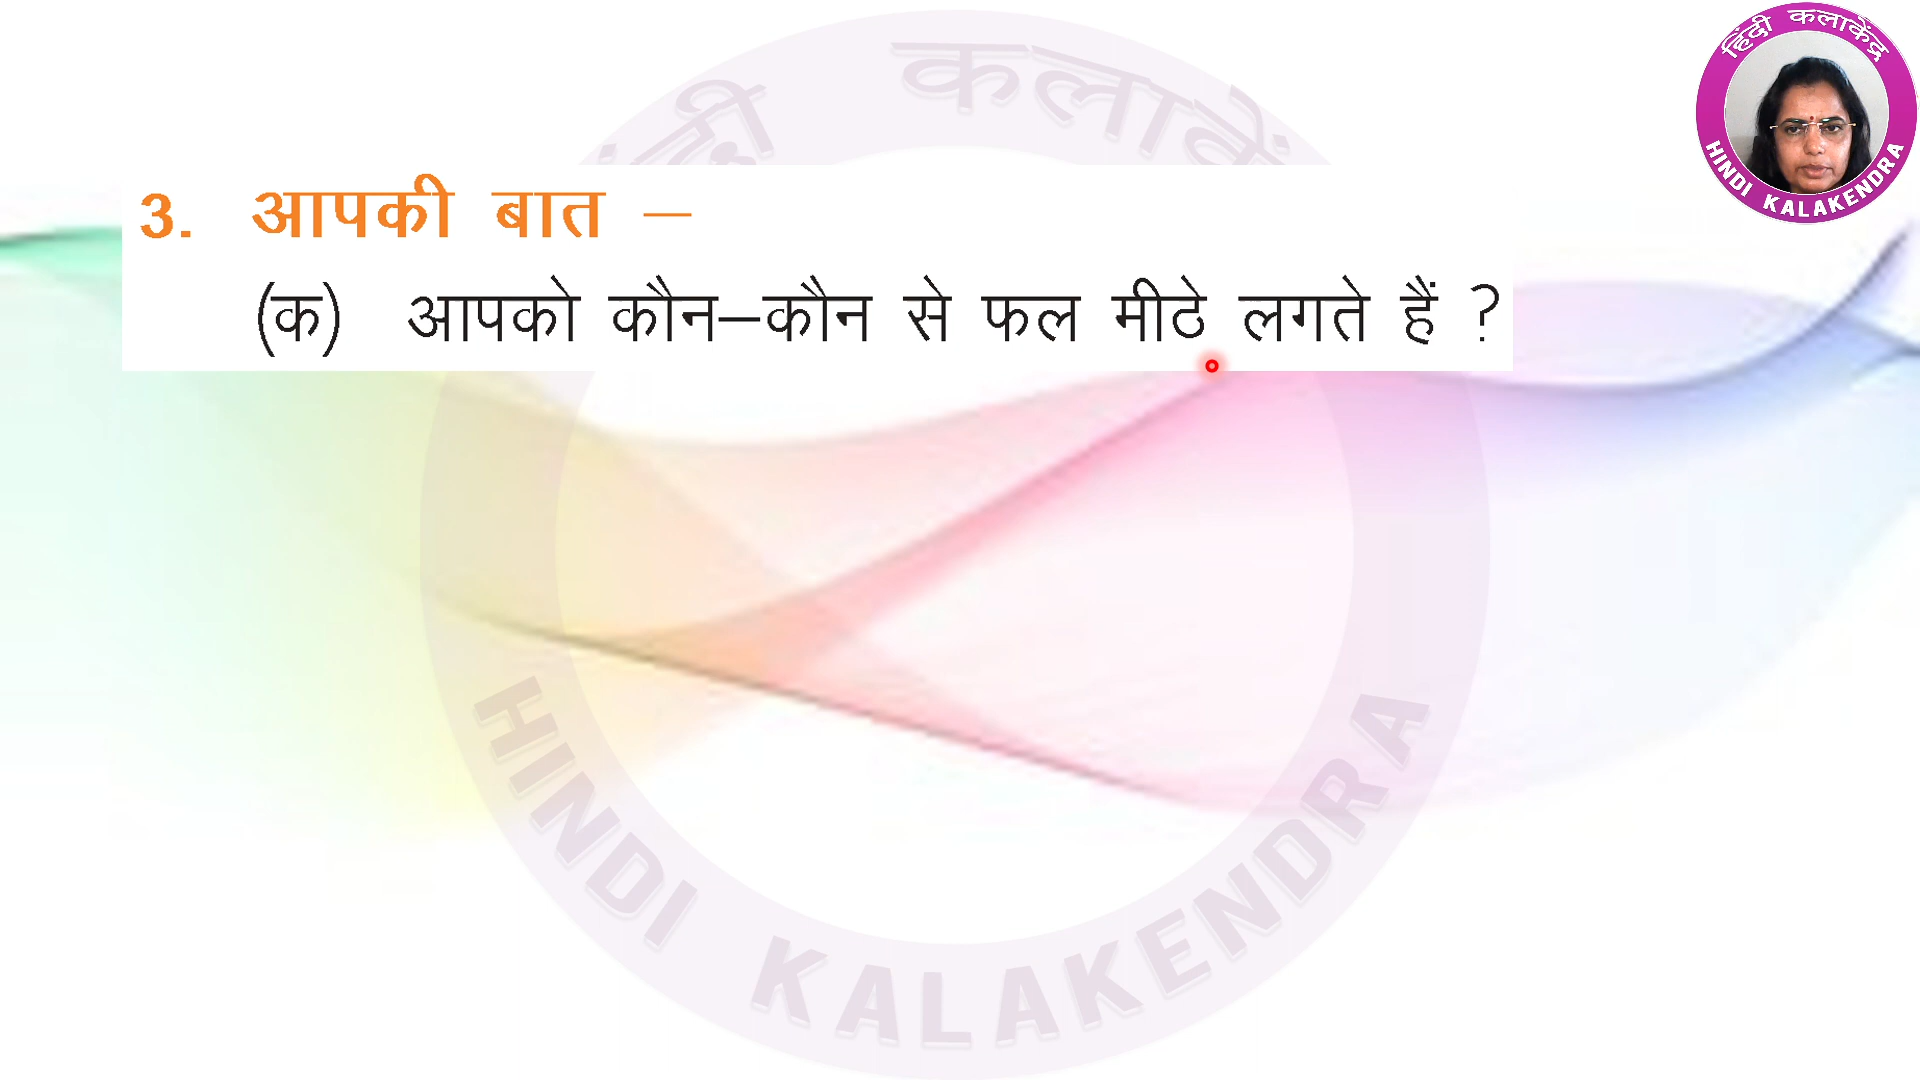 हिंदी कलाकेंद्र
HINDI KALAKENDRA
3. आपकी बात –
(क) आपको कौन–कौन से फल मीठे लगते हैं ?
HINDI KALAKENDRA